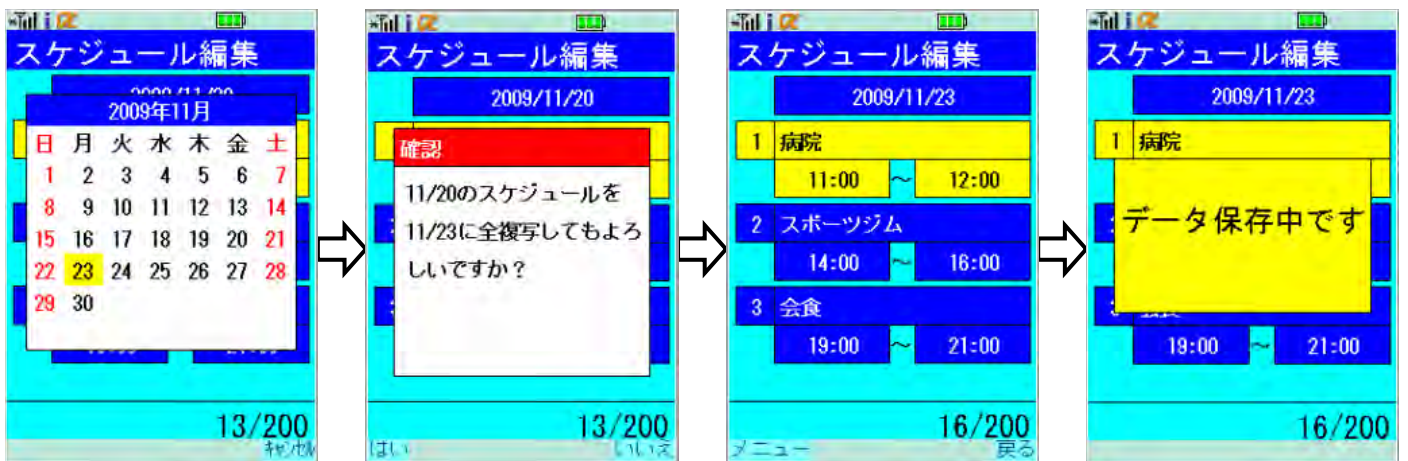 スケジュール編集
2009年11月
日 月 火 水 木 金 土
1 2 3 4 5 6 7
8 9 10 11 12 13 14
15 16 17 18 19 20 21
22 23 24 25 26 27 28
29 30
13/200
キャンセル
スケジュール編集
2009/11/20
確認
11/20のスケジュールを
11/23に全複写してもよろ
しいですか?
13/200
はい いいえ
スケジュール編集
2009/11/23
1 病院
11:00 ~ 12:00
2 スポーツジム
14:00 ~ 16:00
3 会食
19:00 ~ 21:00
16/200
メニュー 戻る
スケジュール編集
2009/11/23
1 病院
データ保存中です
19:00 ~ 21:00
16/200